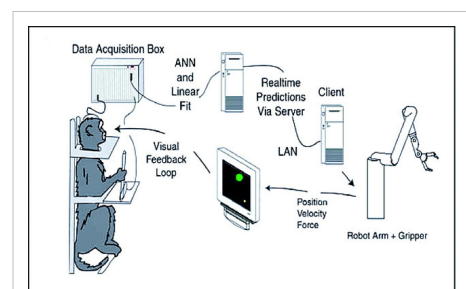 Data Acquisition Box
ANN
and
Linear
Fit
Realtime
Predictions
Via Server
Client
LAN
Visual
Feedback
Loop
Position
Velocity
Force
Robot Arm + Gripper